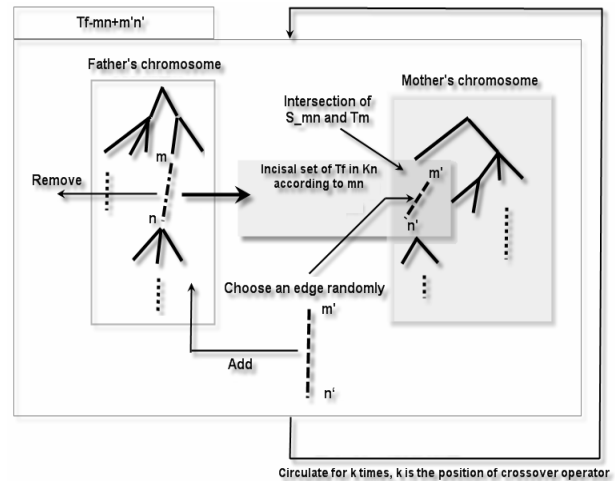 Tf-mn+m'n'
Father's chromosome
Mother's chromosome
Intersection of
S_mn and Tm
m
Remove
Incisal set of Tf in Kn
according to mn
m'
n
n'
Choose an edge randomly
m'
Add
n'
Circulate for k times, k is the position of crossover operator